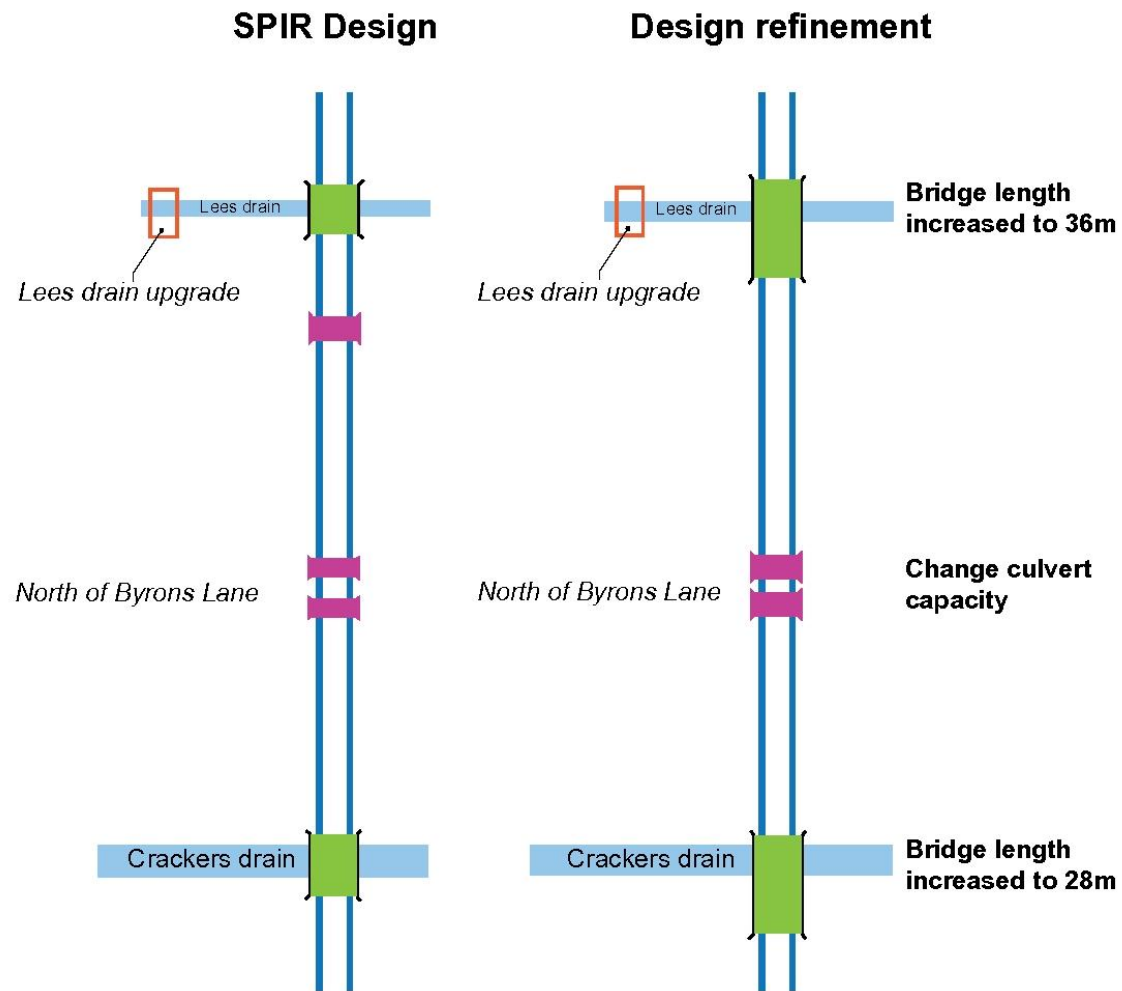 SPIR Design
Design refinement
Lees drain
Lees drain upgrade
North of Byrons Lane
Crackers drain
Lees drain
Lees drain upgrade
North of Byrons Lane
Crackers drain
Bridge length
increased to 36m
Change culvert
capacity
Bridge length
increased to 28m